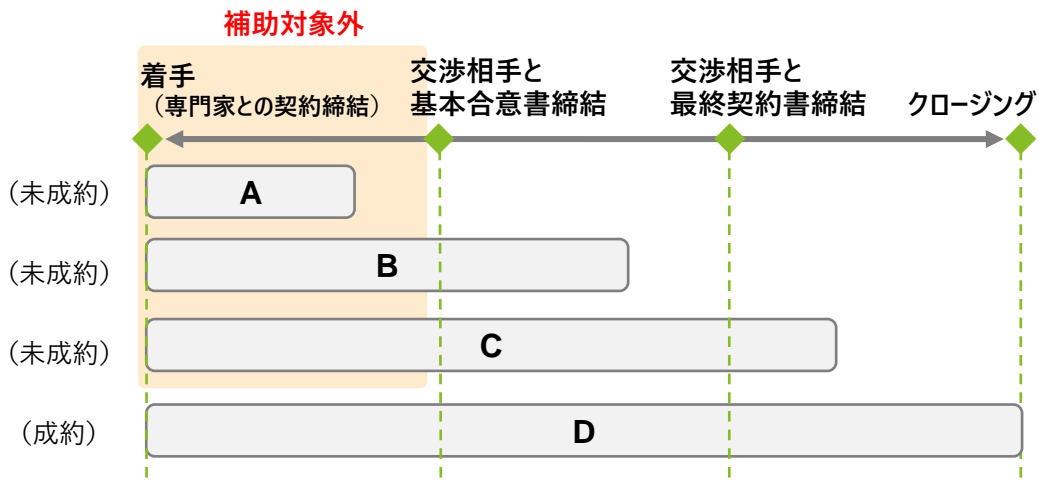 補助対象外
着手
（専門家との契約締結）
交渉相手と
基本合意書締結
交渉相手と
最終契約書締結
クロージング
（未成約）
A
（未成約）
B
（未成約）
C
（成約）
D